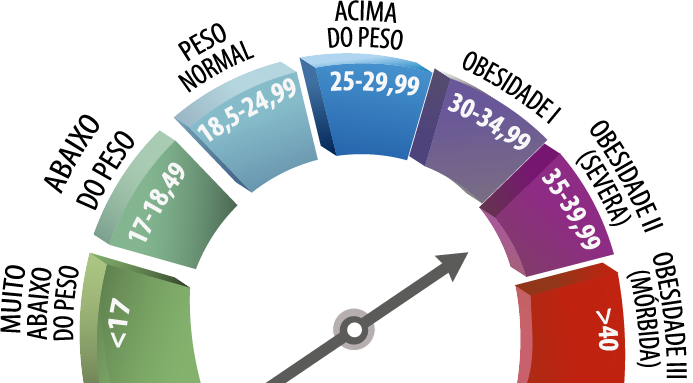 MUITO
ABAIXO
DO PESO
<17
ABAIXO
DO PESO
17-18,49
PESO
NORMAL
18,5-24,99
ACIMA
DO PESO
25-29,99
OBESIDADE I
30-34,99
OBESIDADE II
(SEVERA)
35-39,99
OBESIDADE III
(MÓRBIDA)
>40